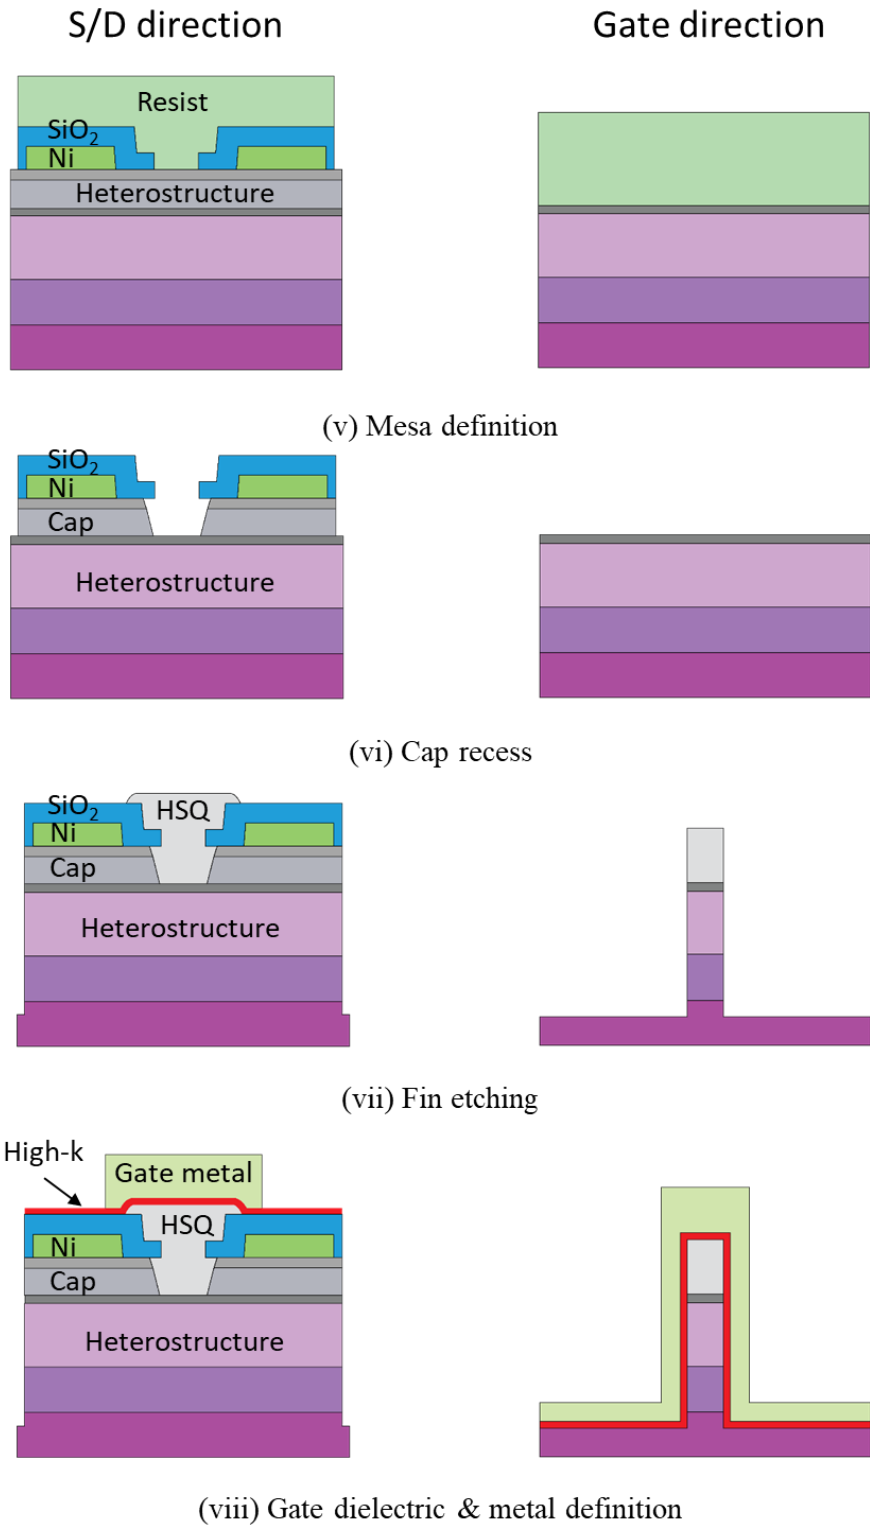 S/D direction
Gate direction
Resist
SiO₂
Ni
Heterostructure
(v) Mesa definition
SiO₂
Ni
Cap
Heterostructure
(vi) Cap recess
SiO₂
HSQ
Ni
Cap
Heterostructure
(vii) Fin etching
High-k
Gate metal
HSQ
Ni
Cap
Heterostructure
(viii) Gate dielectric & metal definition